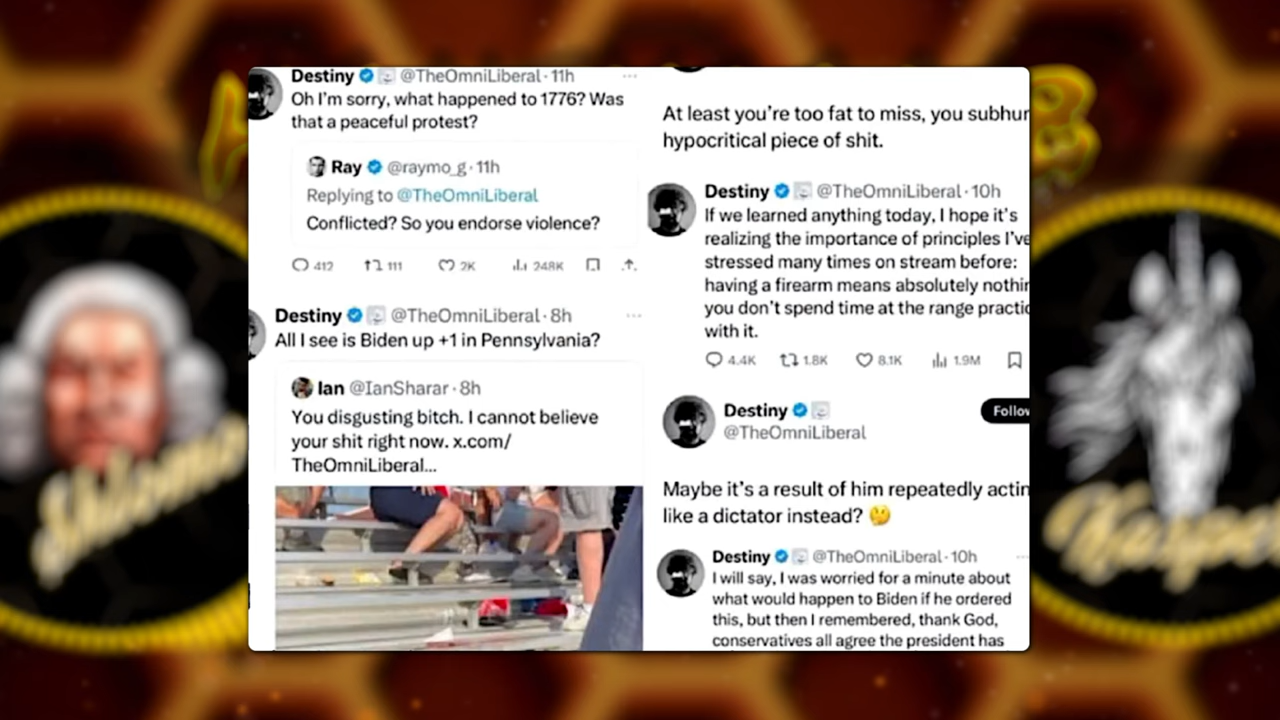 Destiny @TheOmniLiberal · 11h
Oh I'm sorry, what happened to 1776? Was
that a peaceful protest?
Ray @raymo_g · 11h
Replying to @TheOmniLiberal
Conflicted? So you endorse violence?
412 111 2K 248K
Destiny @TheOmniLiberal · 8h
All I see is Biden up +1 in Pennsylvania?
Ian @IanSharar · 8h
You disgusting bitch. I cannot believe
your shit right now. x.com/
TheOmniLiberal...
At least you're too fat to miss, you subhur
hypocritical piece of shit.
Destiny @TheOmniLiberal · 10h
If we learned anything today, I hope it's
realizing the importance of principles I've
stressed many times on stream before:
having a firearm means absolutely nothin
you don't spend time at the range practic
with it.
4.4K 1.8K 8.1K 1.9M
Destiny
@TheOmniLiberal
Follow
Maybe it's a result of him repeatedly actin
like a dictator instead? 🤔
Destiny @TheOmniLiberal · 10h
I will say, I was worried for a minute about
what would happen to Biden if he ordered
this, but then I remembered, thank God,
conservatives all agree the president has